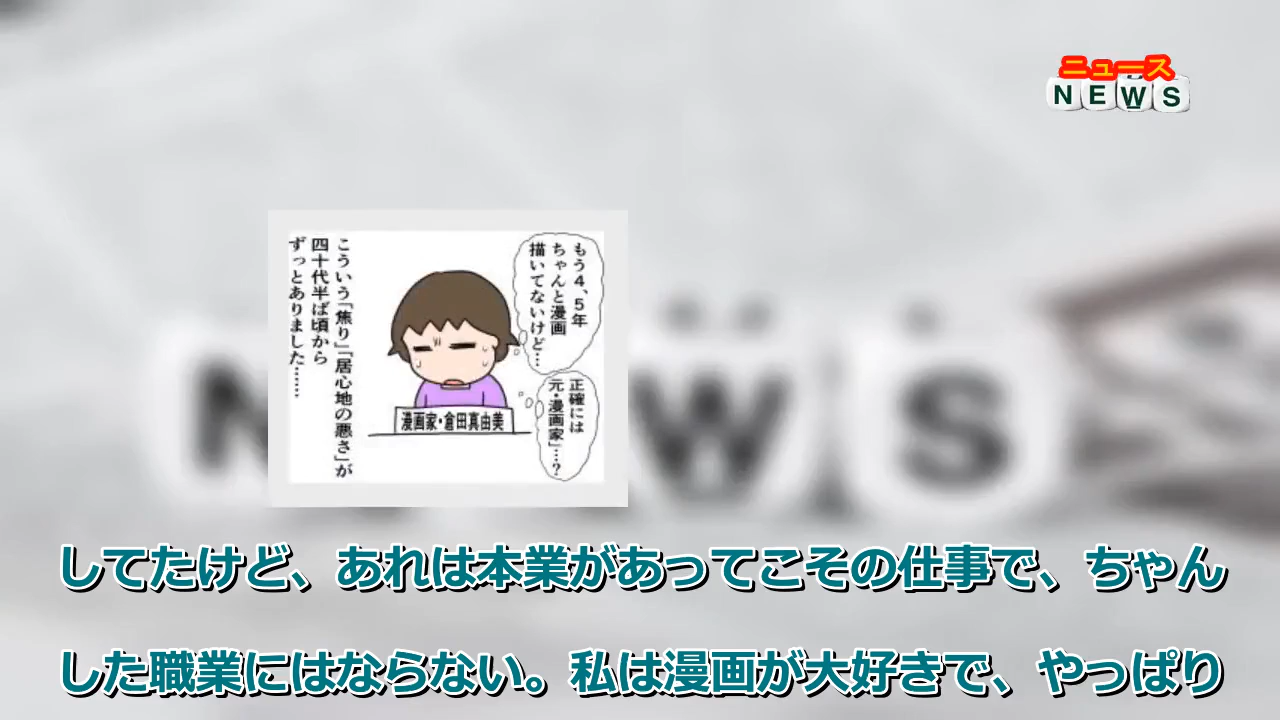 ニュース
NEWS
もう4、5年
ちゃんと漫画
描いてないけど…
正確には
元・漫画家」…?
こういう「焦り」「居心地の悪さ」が
四十代半ば頃から
ずっとありました……
漫画家・倉田真由美
NEWS
してたけど、あれは本業があってこその仕事で、ちゃん
した職業にはならない。私は漫画が大好きで、やっぱり